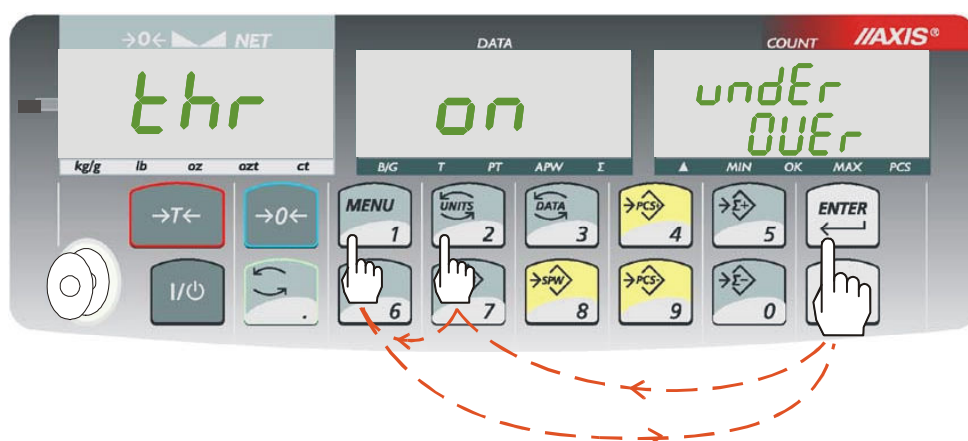 →0← NET
DATA
COUNT
//AXIS®
thr
on
undEr
OUEr
kg/g lb oz ozt ct
B/G T PT APW Σ
▲ MIN OK MAX PCS
→T← →0← MENU 1 UNITS 2 DATA 3 →PCS 4 →Σ+ 5 ENTER
I/⏻ . 6 7 →SPW 8 →PCS 9 →Σ- 0